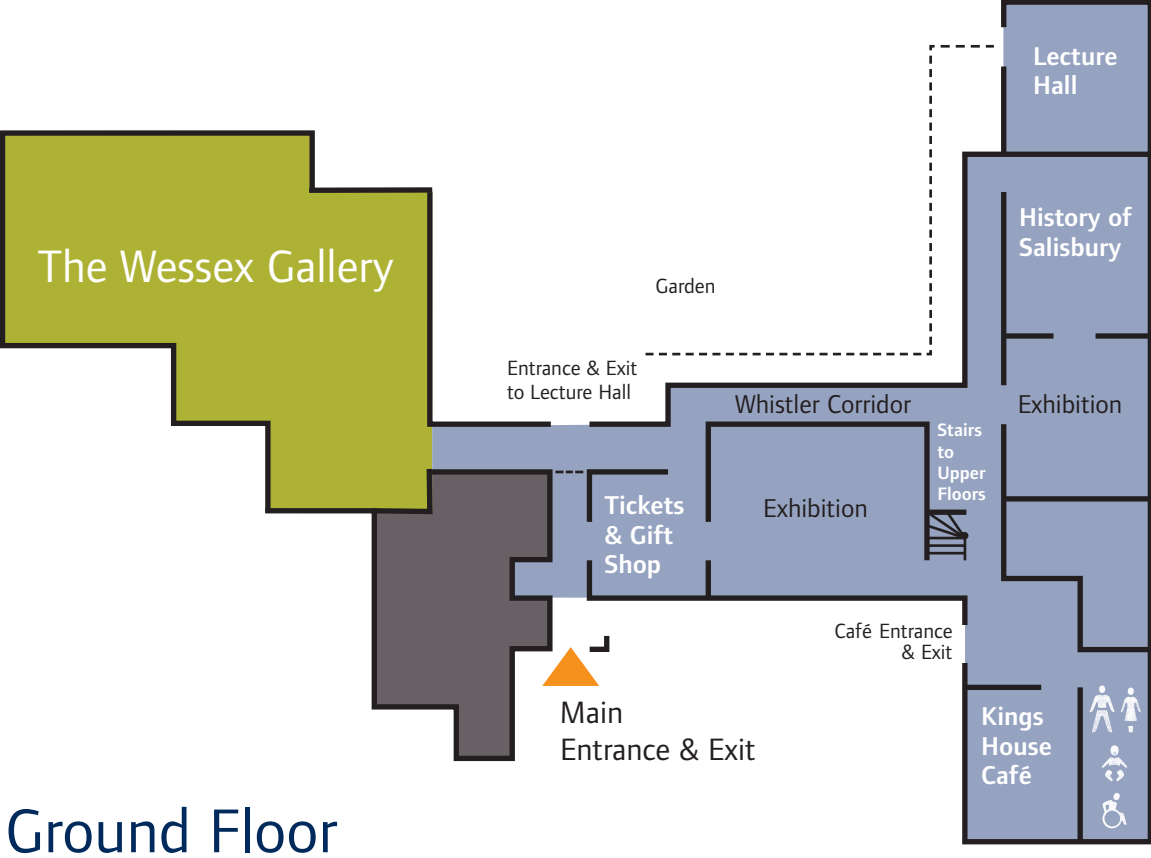 Lecture
Hall
History of
Salisbury
The Wessex Gallery
Garden
Entrance & Exit
to Lecture Hall
Whistler Corridor
Exhibition
Stairs
to
Upper
Floors
Tickets
& Gift
Shop
Exhibition
Café Entrance
& Exit
Main
Entrance & Exit
Kings
House
Café
Ground Floor